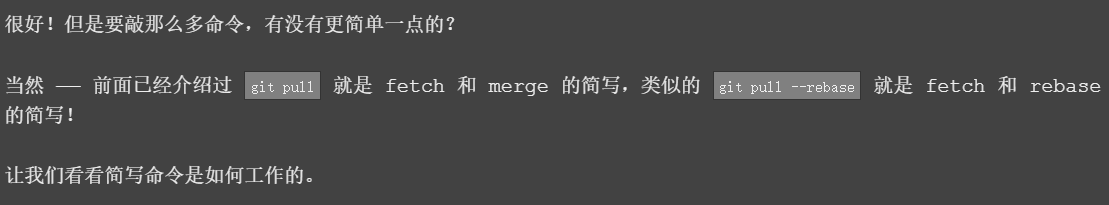 很好！但是要敲那么多命令，有没有更简单一点的？
当然 —— 前面已经介绍过 git pull 就是 fetch 和 merge 的简写，类似的 git pull --rebase 就是 fetch 和 rebase
的简写！
让我们看看简写命令是如何工作的。